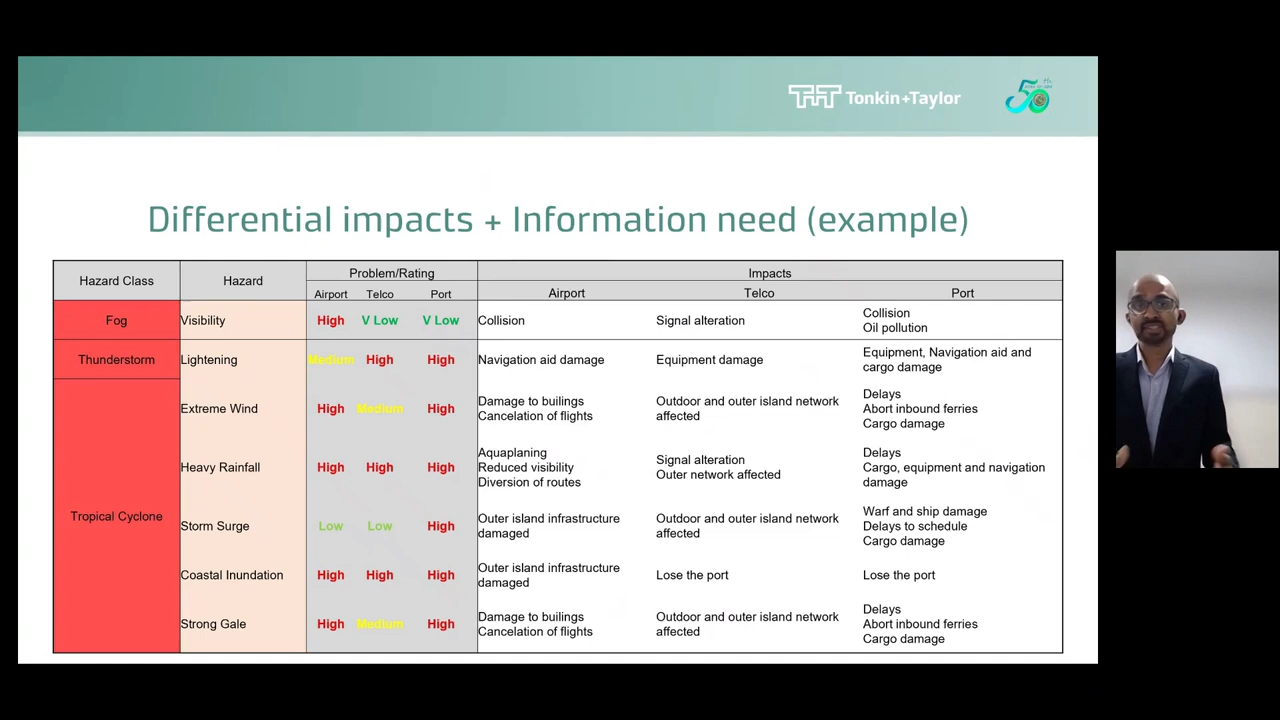 Tonkin+Taylor
50
Differential impacts + Information need (example)
Hazard Class
Hazard
Problem/Rating
Impacts
Airport
Telco
Port
Airport
Telco
Port
Fog
Visibility
High
V Low
V Low
Collision
Signal alteration
Collision
Oil pollution
Thunderstorm
Lightening
Medium
High
High
Navigation aid damage
Equipment damage
Equipment, Navigation aid and
cargo damage
Tropical Cyclone
Extreme Wind
High
Medium
High
Damage to builings
Cancelation of flights
Outdoor and outer island network
affected
Delays
Abort inbound ferries
Cargo damage
Heavy Rainfall
High
High
High
Aquaplaning
Reduced visibility
Diversion of routes
Signal alteration
Outer network affected
Delays
Cargo, equipment and navigation
damage
Storm Surge
Low
Low
High
Outer island infrastructure
damaged
Outdoor and outer island network
affected
Warf and ship damage
Delays to schedule
Cargo damage
Coastal Inundation
High
High
High
Outer island infrastructure
damaged
Lose the port
Lose the port
Strong Gale
High
Medium
High
Damage to builings
Cancelation of flights
Outdoor and outer island network
affected
Delays
Abort inbound ferries
Cargo damage